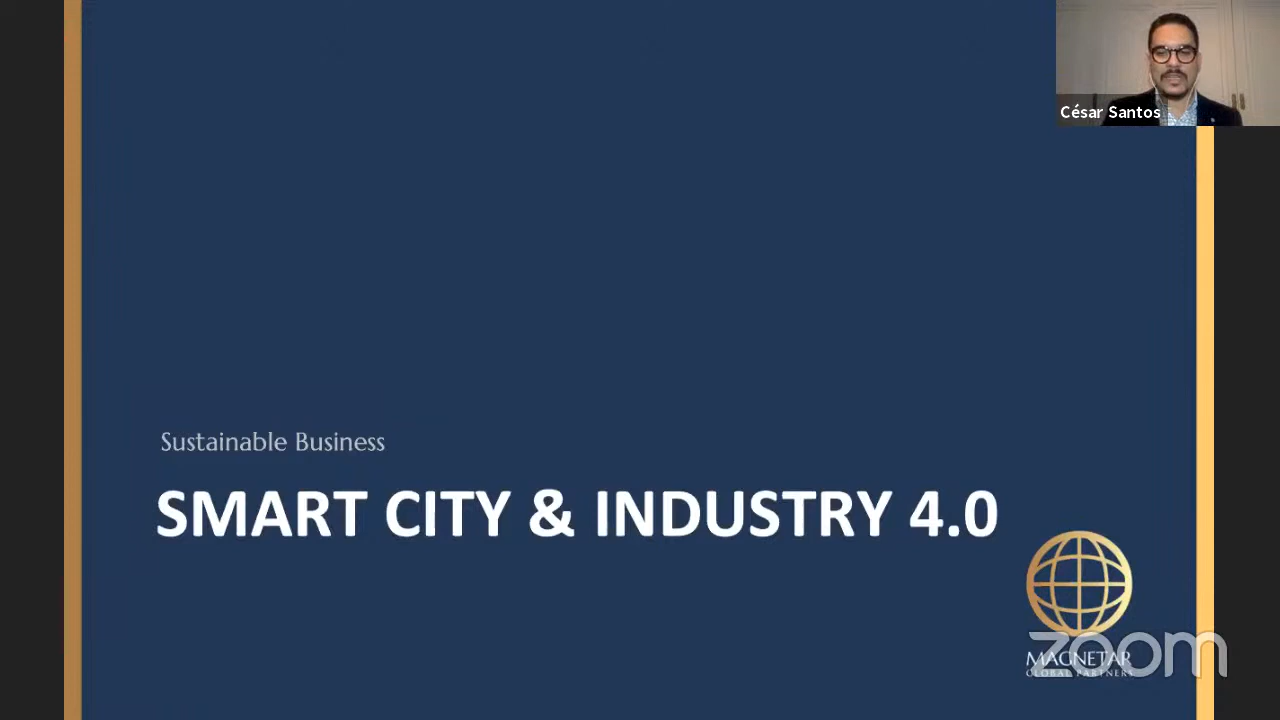 César Santos
Sustainable Business
SMART CITY & INDUSTRY 4.0
zoom
MAGNETAR
GLOBAL PARTNERS